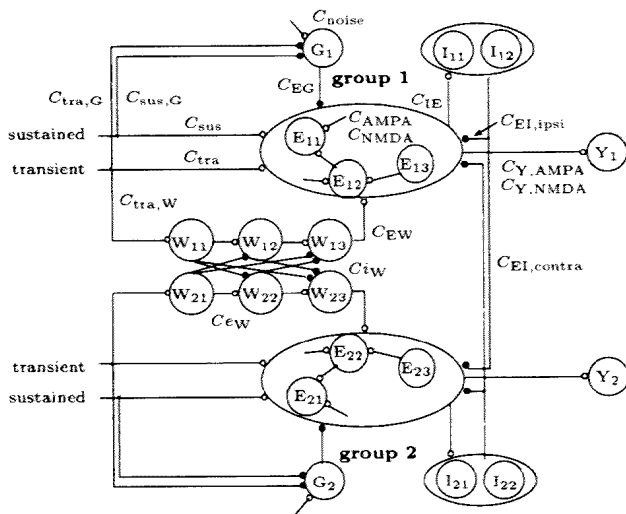 C_noise
G_1
I_11 I_12
C_EG
group 1
C_tra,G
C_sus,G
C_IE
C_AMPA
C_NMDA
C_EI,ipsi
sustained
C_sus
E_11
E_13
Y_1
transient
C_tra
E_12
C_Y,AMPA
C_Y,NMDA
C_tra,W
C_EW
W_11 W_12 W_13
C_EI,contra
Ci_W
W_21 W_22 W_23
Ce_W
E_22
transient
E_23
Y_2
sustained
E_21
group 2
G_2
I_21 I_22